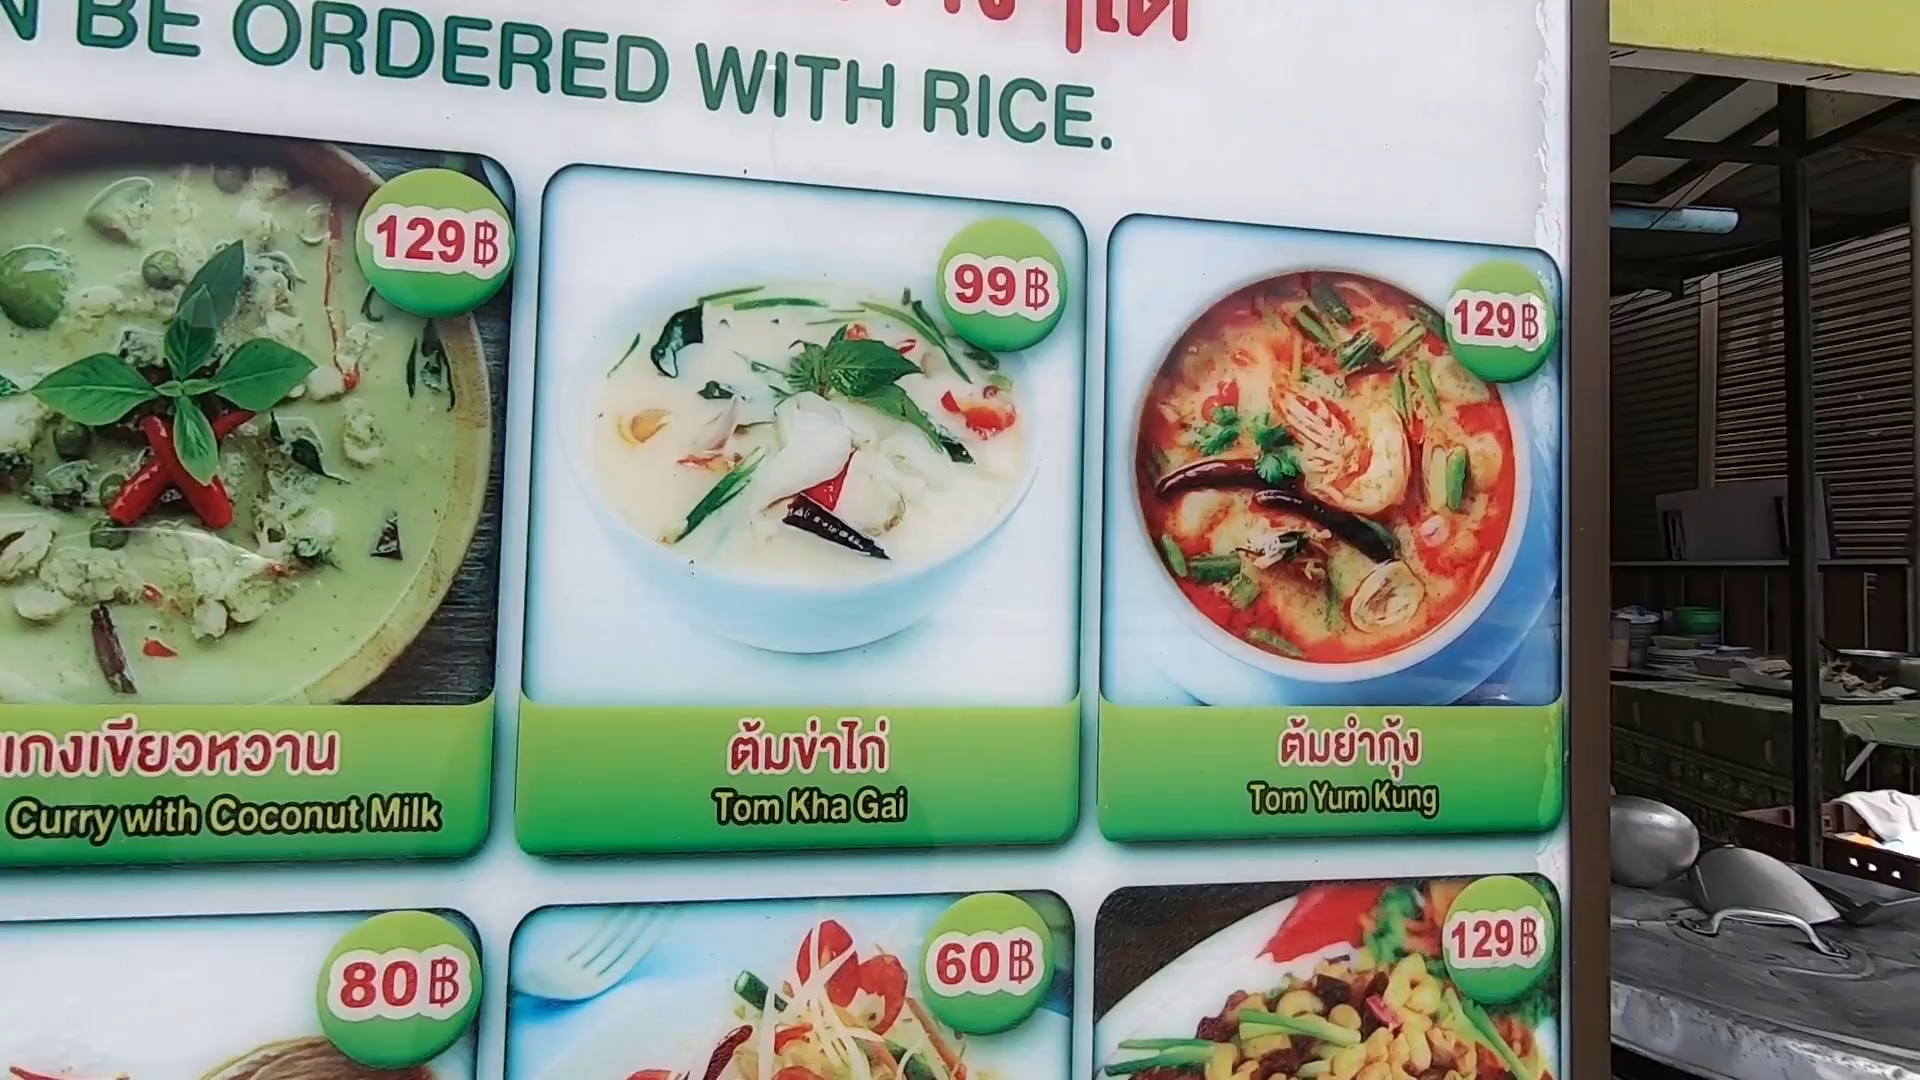 BE ORDERED WITH RICE.
129฿
99฿
129฿
แกงเขียวหวาน
Curry with Coconut Milk
ต้มข่าไก่
Tom Kha Gai
ต้มยำกุ้ง
Tom Yum Kung
80฿
60฿
129฿